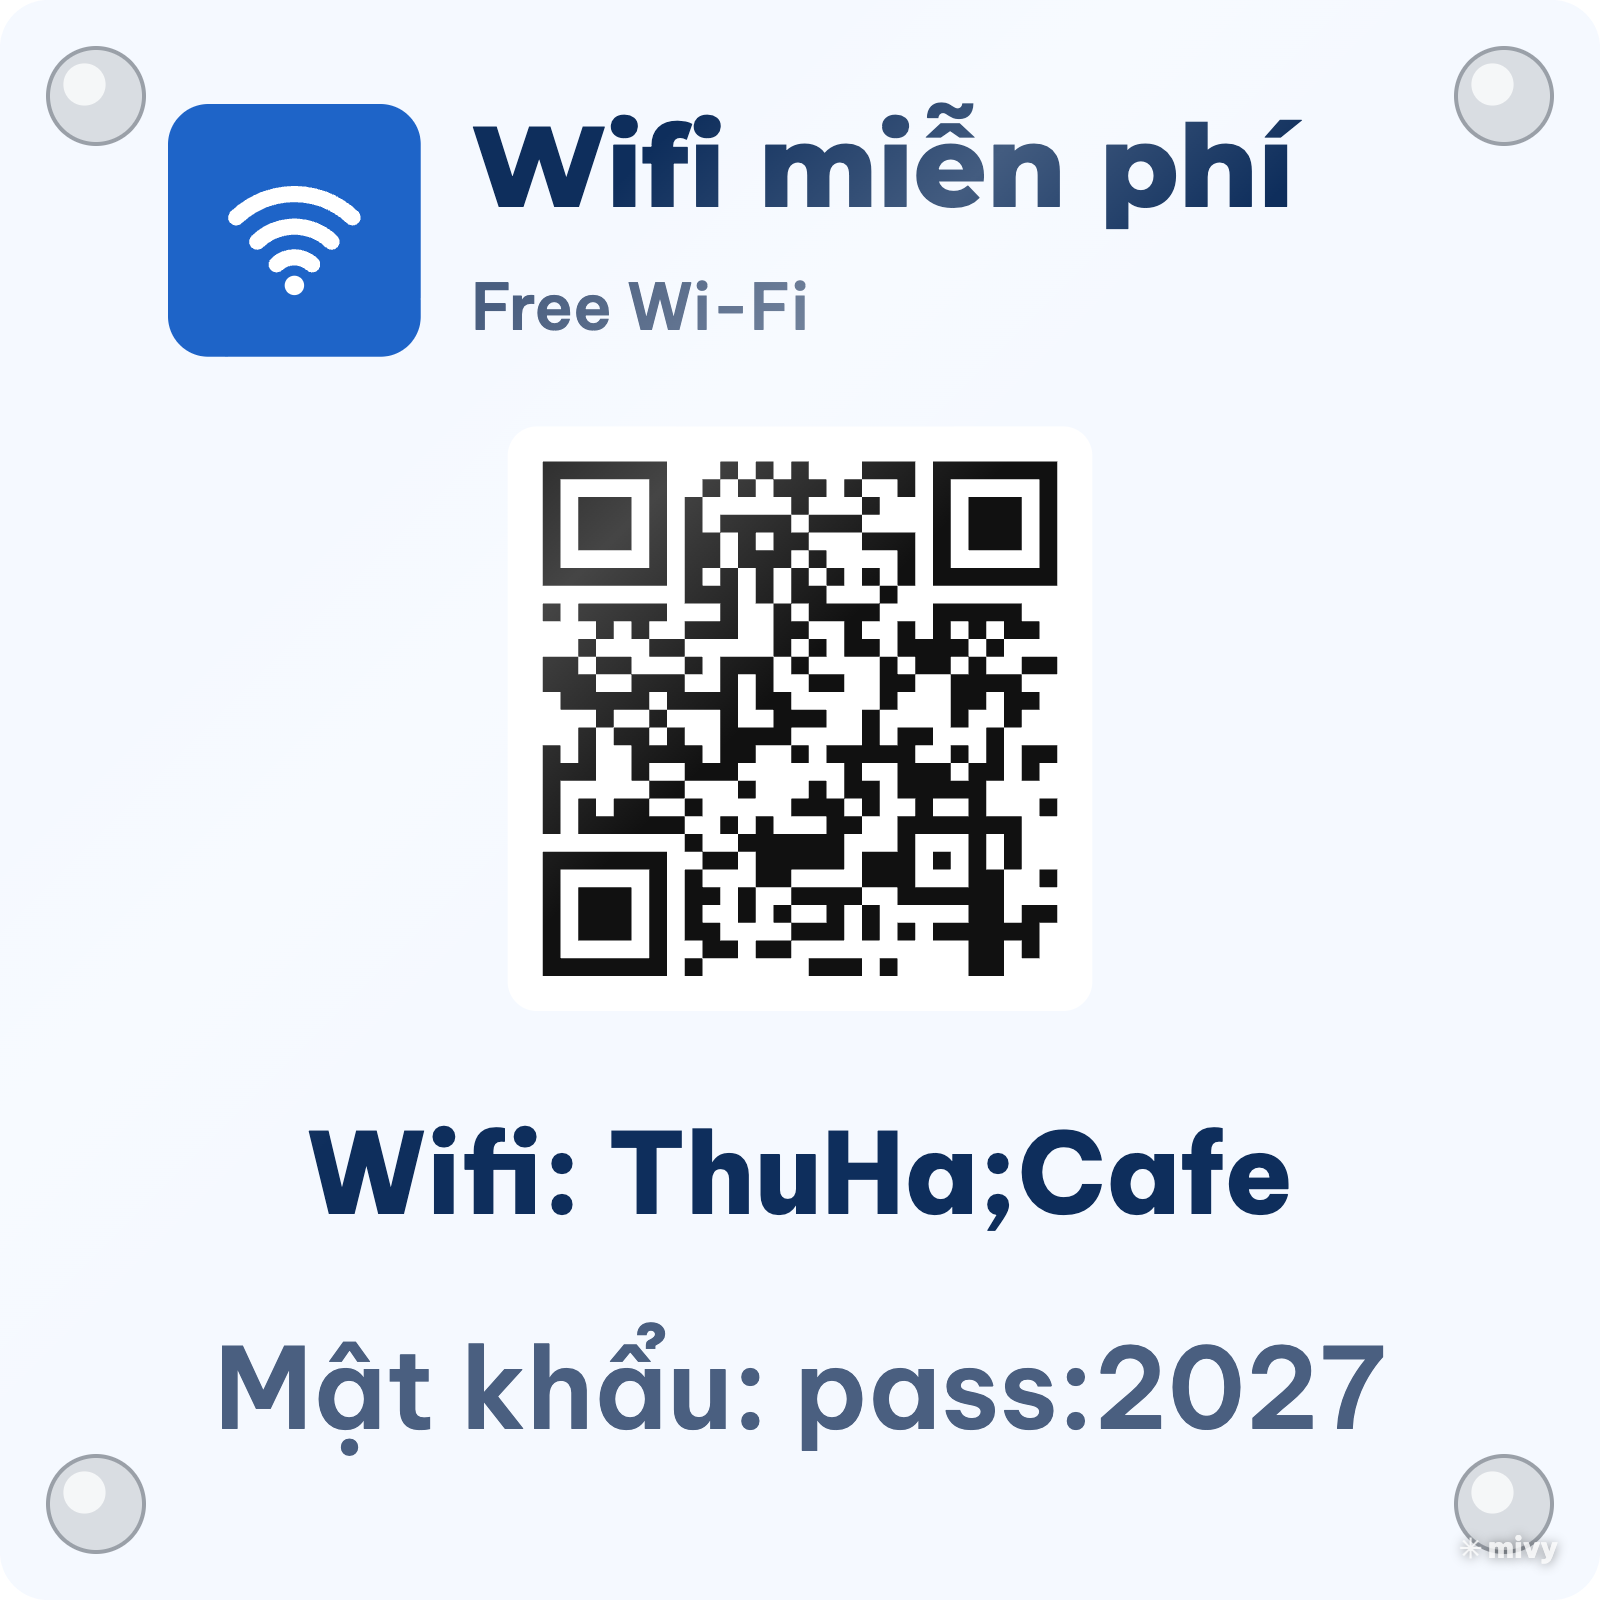 Wifi miễn phí
Free Wi-Fi
Wifi: ThuHa;Cafe
Mật khẩu: pass:2027
mivy